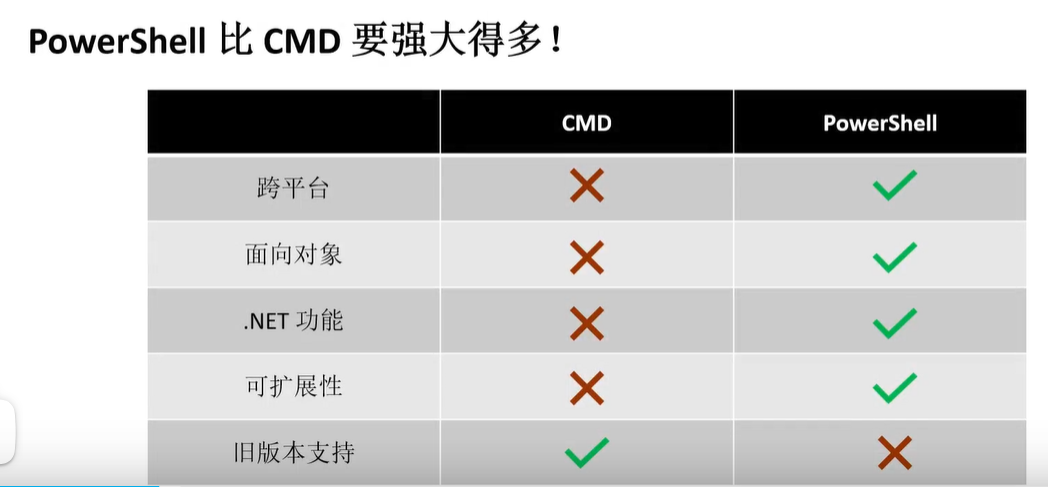 PowerShell 比 CMD 要强大得多！
CMD PowerShell
跨平台
面向对象
.NET 功能
可扩展性
旧版本支持